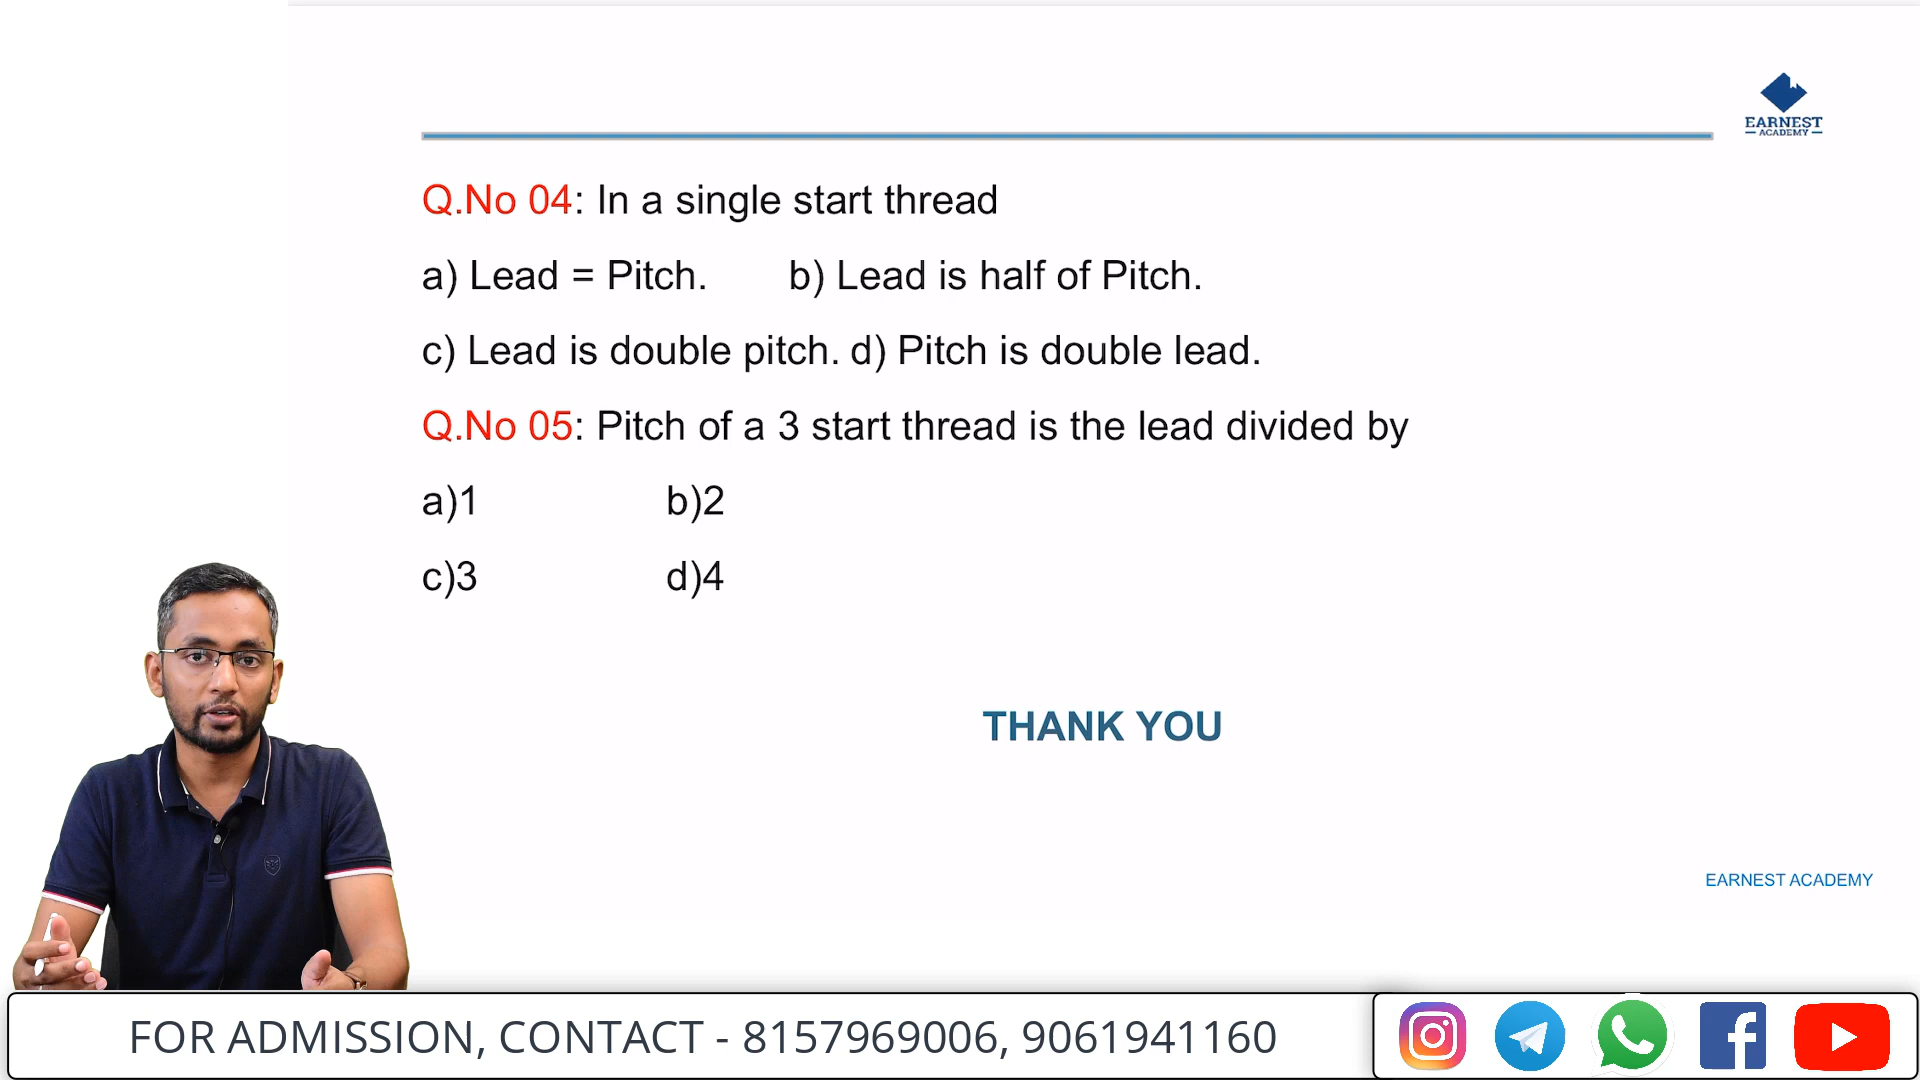 EARNEST
ACADEMY
Q.No 04: In a single start thread
a) Lead = Pitch. b) Lead is half of Pitch.
c) Lead is double pitch. d) Pitch is double lead.
Q.No 05: Pitch of a 3 start thread is the lead divided by
a)1 b)2
c)3 d)4
THANK YOU
EARNEST ACADEMY
FOR ADMISSION, CONTACT - 8157969006, 9061941160